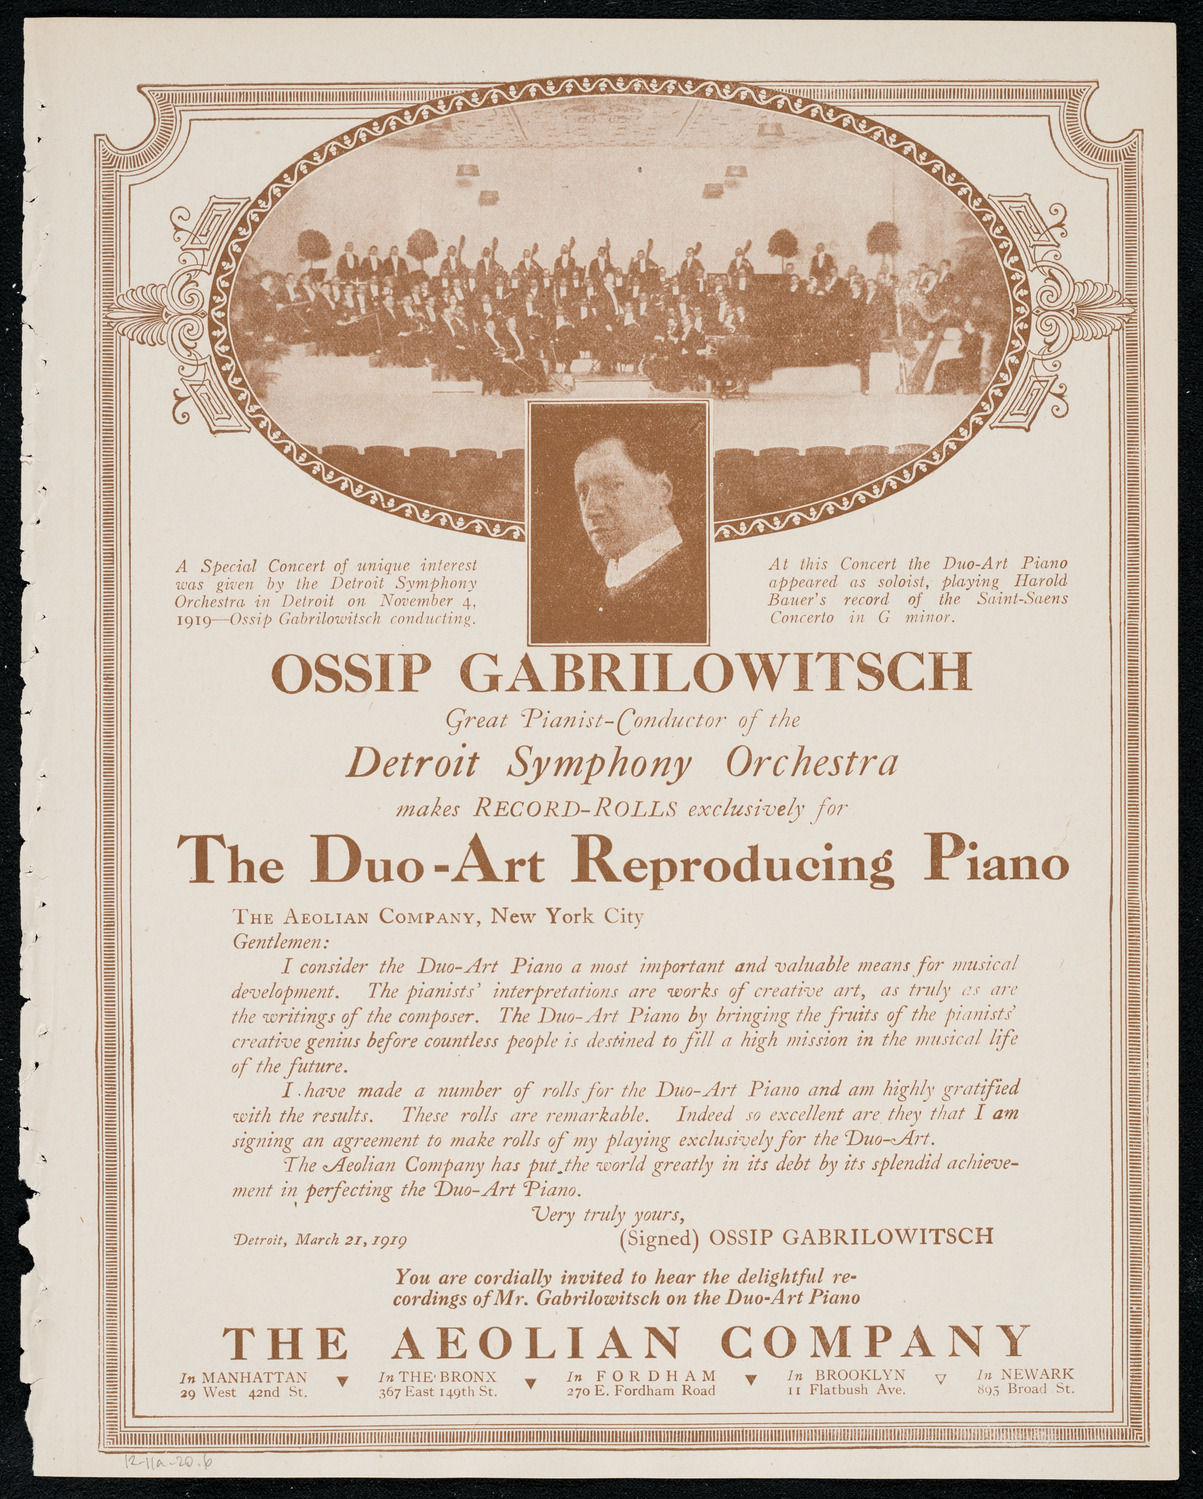 A Special Concert of unique interest
was given by the Detroit Symphony
Orchestra in Detroit on November 4,
1919—Ossip Gabrilowitsch conducting.
At this Concert the Duo-Art Piano
appeared as soloist, playing Harold
Bauer's record of the Saint-Saens
Concerto in G minor.
OSSIP GABRILOWITSCH
Great Pianist-Conductor of the
Detroit Symphony Orchestra
makes RECORD-ROLLS exclusively for
The Duo-Art Reproducing Piano
THE AEOLIAN COMPANY, New York City
Gentlemen:
I consider the Duo-Art Piano a most important and valuable means for musical
development. The pianists' interpretations are works of creative art, as truly as are
the writings of the composer. The Duo-Art Piano by bringing the fruits of the pianists'
creative genius before countless people is destined to fill a high mission in the musical life
of the future.
I have made a number of rolls for the Duo-Art Piano and am highly gratified
with the results. These rolls are remarkable. Indeed so excellent are they that I am
signing an agreement to make rolls of my playing exclusively for the Duo-Art.
The Aeolian Company has put the world greatly in its debt by its splendid achieve-
ment in perfecting the Duo-Art Piano.
Very truly yours,
Detroit, March 21, 1919 (Signed) OSSIP GABRILOWITSCH
You are cordially invited to hear the delightful re-
cordings of Mr. Gabrilowitsch on the Duo-Art Piano
THE AEOLIAN COMPANY
In MANHATTAN
29 West 42nd St.
In THE BRONX
367 East 149th St.
In FORDHAM
270 E. Fordham Road
In BROOKLYN
11 Flatbush Ave.
In NEWARK
895 Broad St.
12-11a-20.6